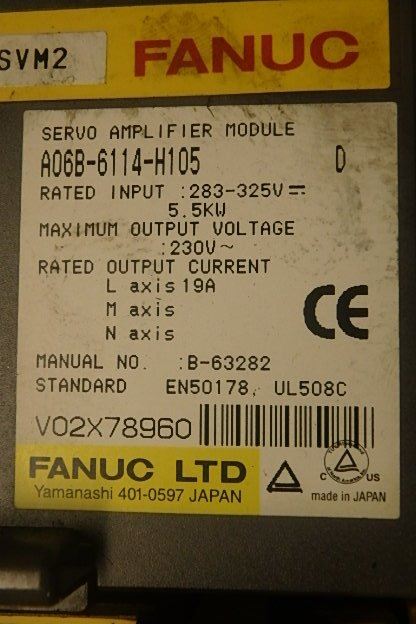 SVM2
FANUC
SERVO AMPLIFIER MODULE
A06B-6114-H105 D
RATED INPUT :283-325V⎓
5.5KW
MAXIMUM OUTPUT VOLTAGE
:230V~
RATED OUTPUT CURRENT
L axis 19A
M axis
N axis
CE
MANUAL NO. :B-63282
STANDARD EN50178, UL508C
V02X78960
FANUC LTD
Yamanashi 401-0597 JAPAN
C US
made in JAPAN